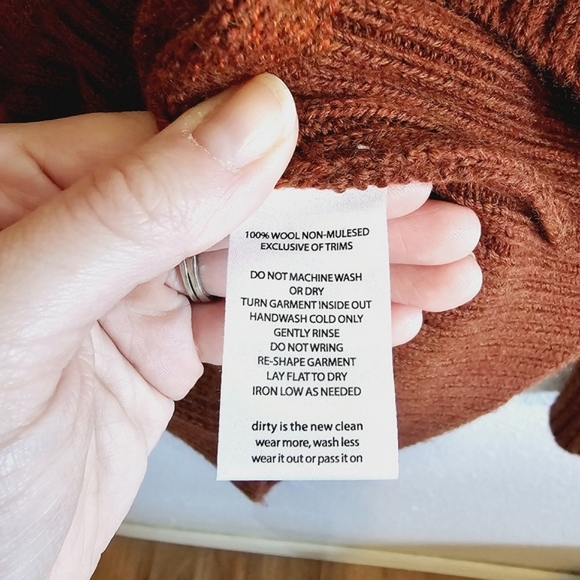 100% WOOL NON-MULESED
EXCLUSIVE OF TRIMS
DO NOT MACHINE WASH
OR DRY
TURN GARMENT INSIDE OUT
HANDWASH COLD ONLY
GENTLY RINSE
DO NOT WRING
RE-SHAPE GARMENT
LAY FLAT TO DRY
IRON LOW AS NEEDED
dirty is the new clean
wear more, wash less
wear it out or pass it on